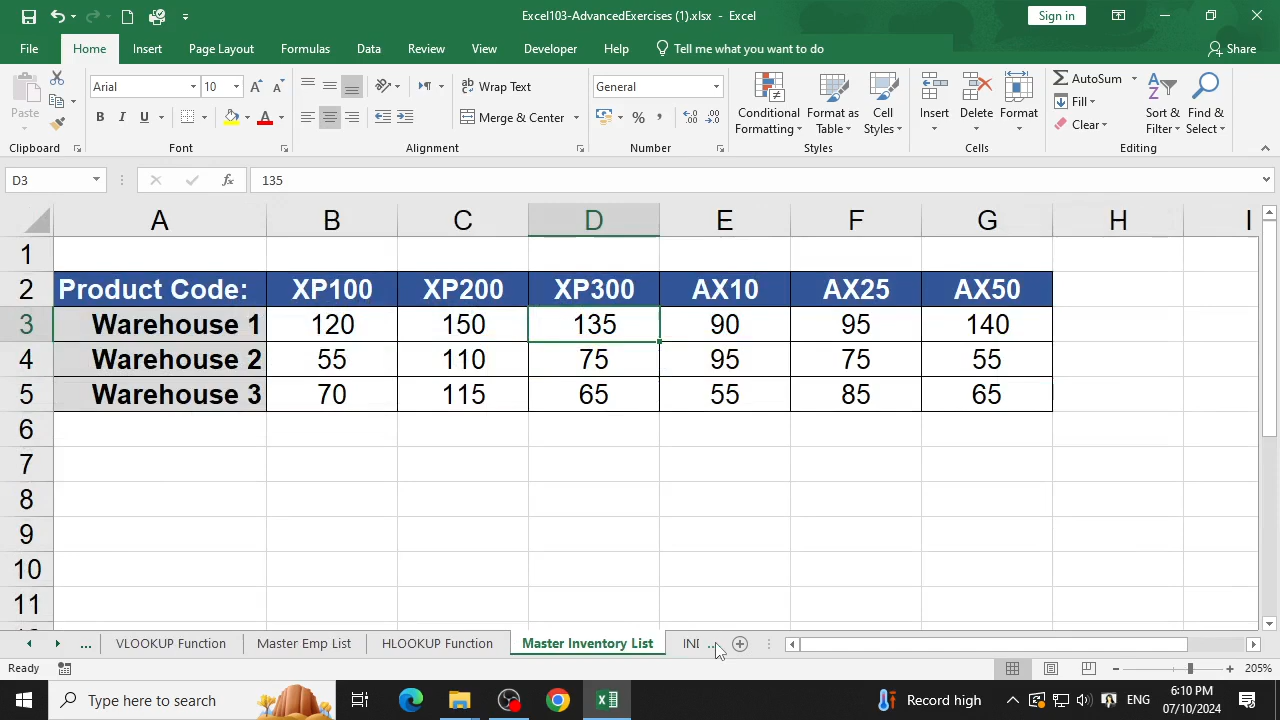 Excel103-AdvancedExercises (1).xlsx - Excel
Sign in
File Home Insert Page Layout Formulas Data Review View Developer Help Tell me what you want to do Share
Paste
Arial 10
Wrap Text
Merge & Center
General
Conditional Formatting
Format as Table
Cell Styles
Insert Delete Format
AutoSum
Fill
Clear
Sort & Filter
Find & Select
Clipboard Font Alignment Number Styles Cells Editing
D3 fx 135
A B C D E F G H I
1
2 Product Code: XP100 XP200 XP300 AX10 AX25 AX50
3 Warehouse 1 120 150 135 90 95 140
4 Warehouse 2 55 110 75 95 75 55
5 Warehouse 3 70 115 65 55 85 65
6
7
8
9
10
11
... VLOOKUP Function Master Emp List HLOOKUP Function Master Inventory List INI ...
Ready 205%
Type here to search Record high ENG 6:10 PM
07/10/2024